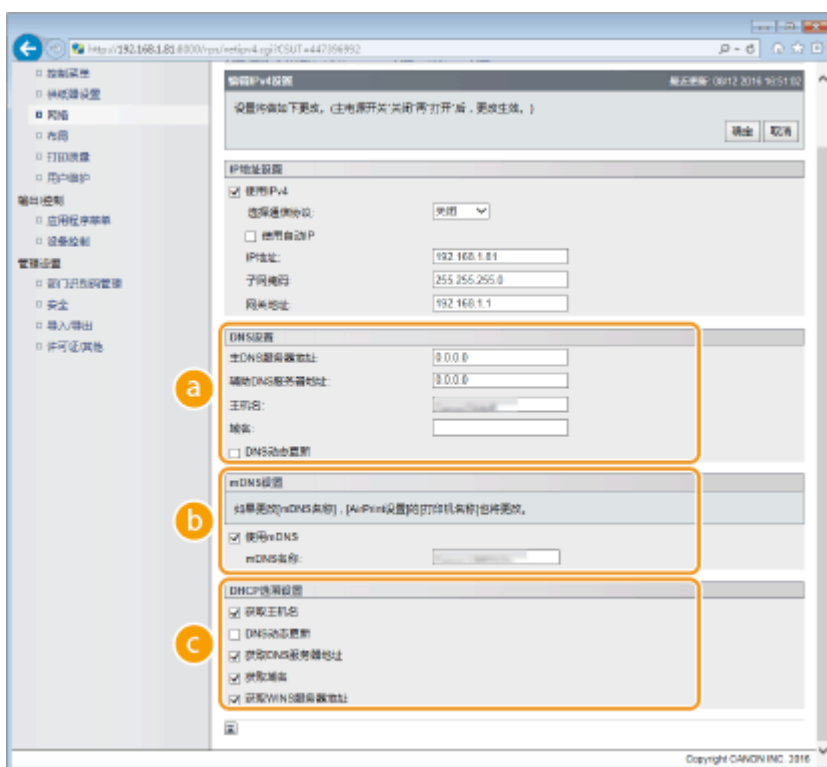 http://192.168.1.81:8000/rps/netipv4.cgi?CSUT=447896992
控制菜单
供纸器设置
网络
布局
打印质量
用户维护
输出/控制
应用程序菜单
设备控制
管理设置
部门识别码管理
安全
导入/导出
许可证/其他
编辑IPv4设置
最近更新: 08/12 2016 16:51:02
设置将做如下更改。(主电源开关'关闭'再'打开'后，更改生效。)
确定 取消
IP地址设置
使用IPv4
选择通信协议: 关闭
使用自动IP
IP地址: 192.168.1.81
子网掩码: 255.255.255.0
网关地址: 192.168.1.1
a
DNS设置
主DNS服务器地址: 0.0.0.0
辅助DNS服务器地址: 0.0.0.0
主机名:
域名:
DNS动态更新
b
mDNS设置
如果更改[mDNS名称]，[AirPrint设置]的[打印机名称]也将更改。
使用mDNS
mDNS名称:
c
DHCP选项设置
获取主机名
DNS动态更新
获取DNS服务器地址
获取域名
获取WINS服务器地址
Copyright CANON INC. 2016